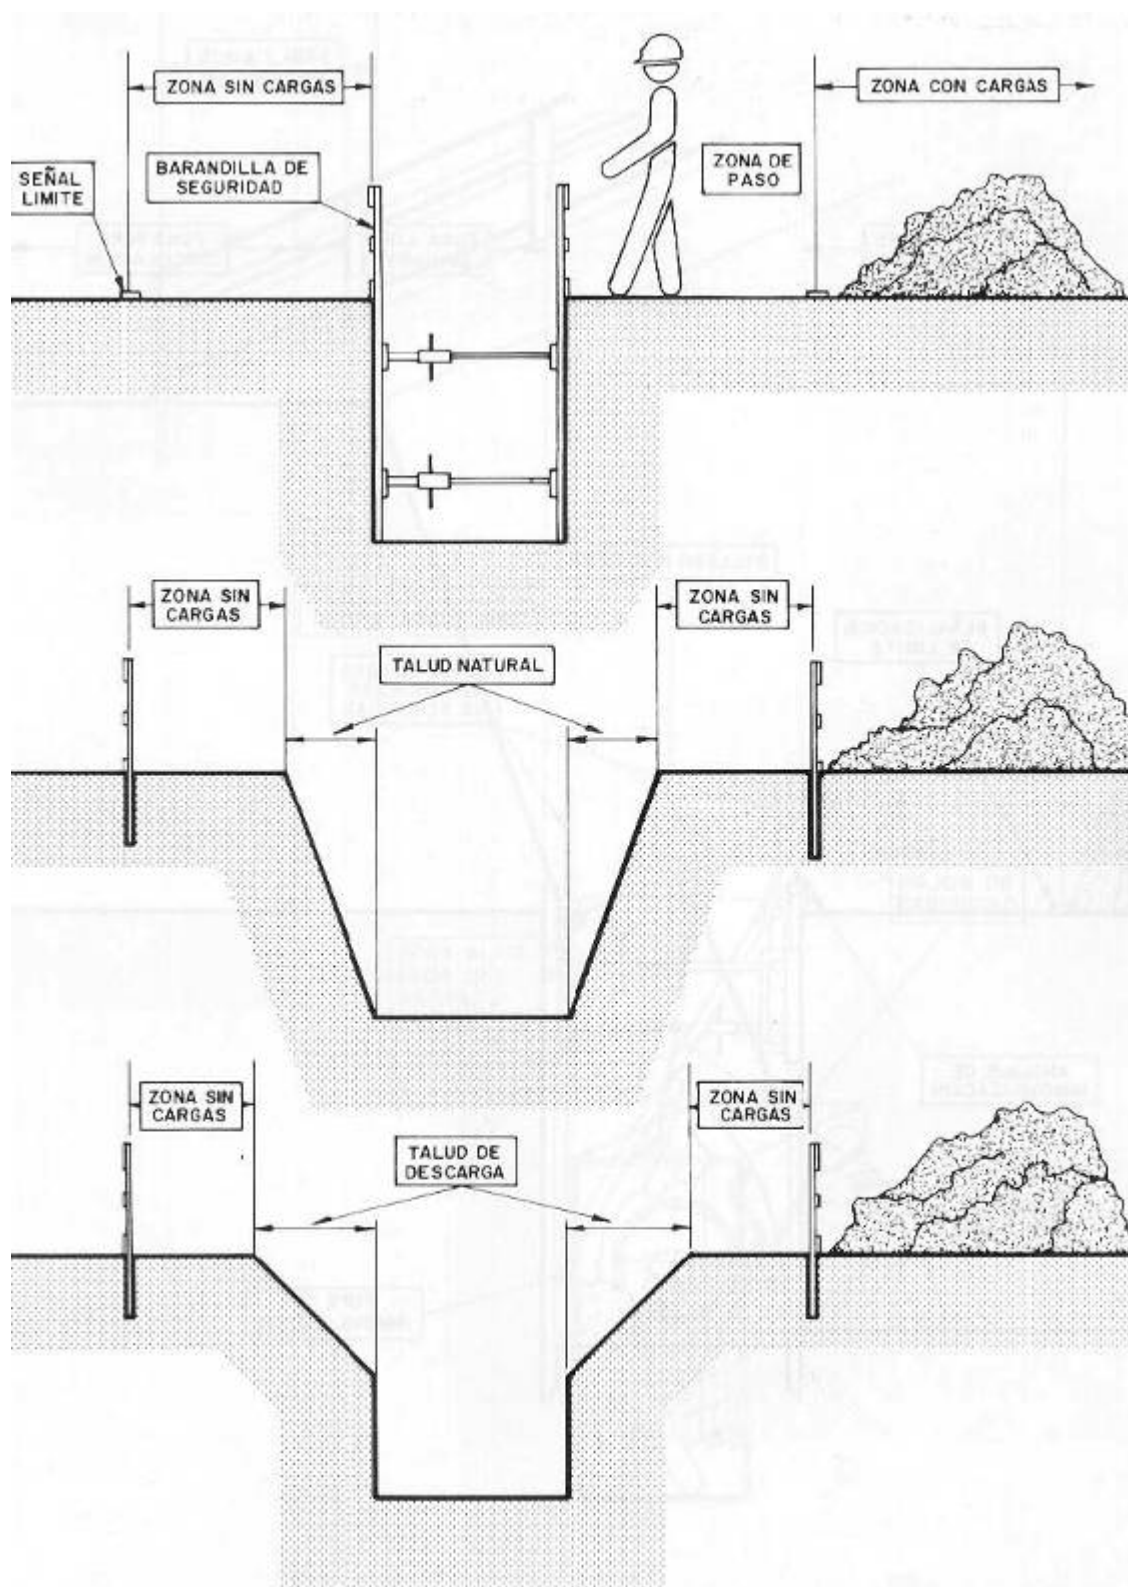 ZONA SIN CARGAS
ZONA CON CARGAS
SEÑAL
LIMITE
BARANDILLA DE
SEGURIDAD
ZONA DE
PASO
ZONA SIN
CARGAS
ZONA SIN
CARGAS
TALUD NATURAL
ZONA SIN
CARGAS
ZONA SIN
CARGAS
TALUD DE
DESCARGA